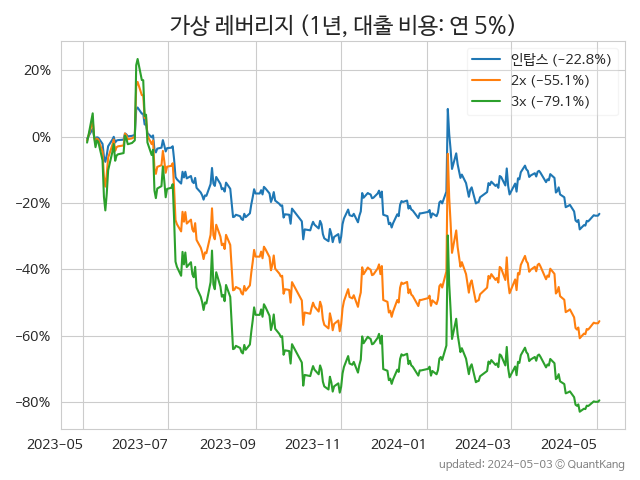 가상 레버리지 (1년, 대출 비용: 연 5%)
인탑스 (−22.8%)
2x (−55.1%)
3x (−79.1%)
20%
0%
−20%
−40%
−60%
−80%
2023-05 2023-07 2023-09 2023-11 2024-01 2024-03 2024-05
updated: 2024-05-03 ⓒ QuantKang